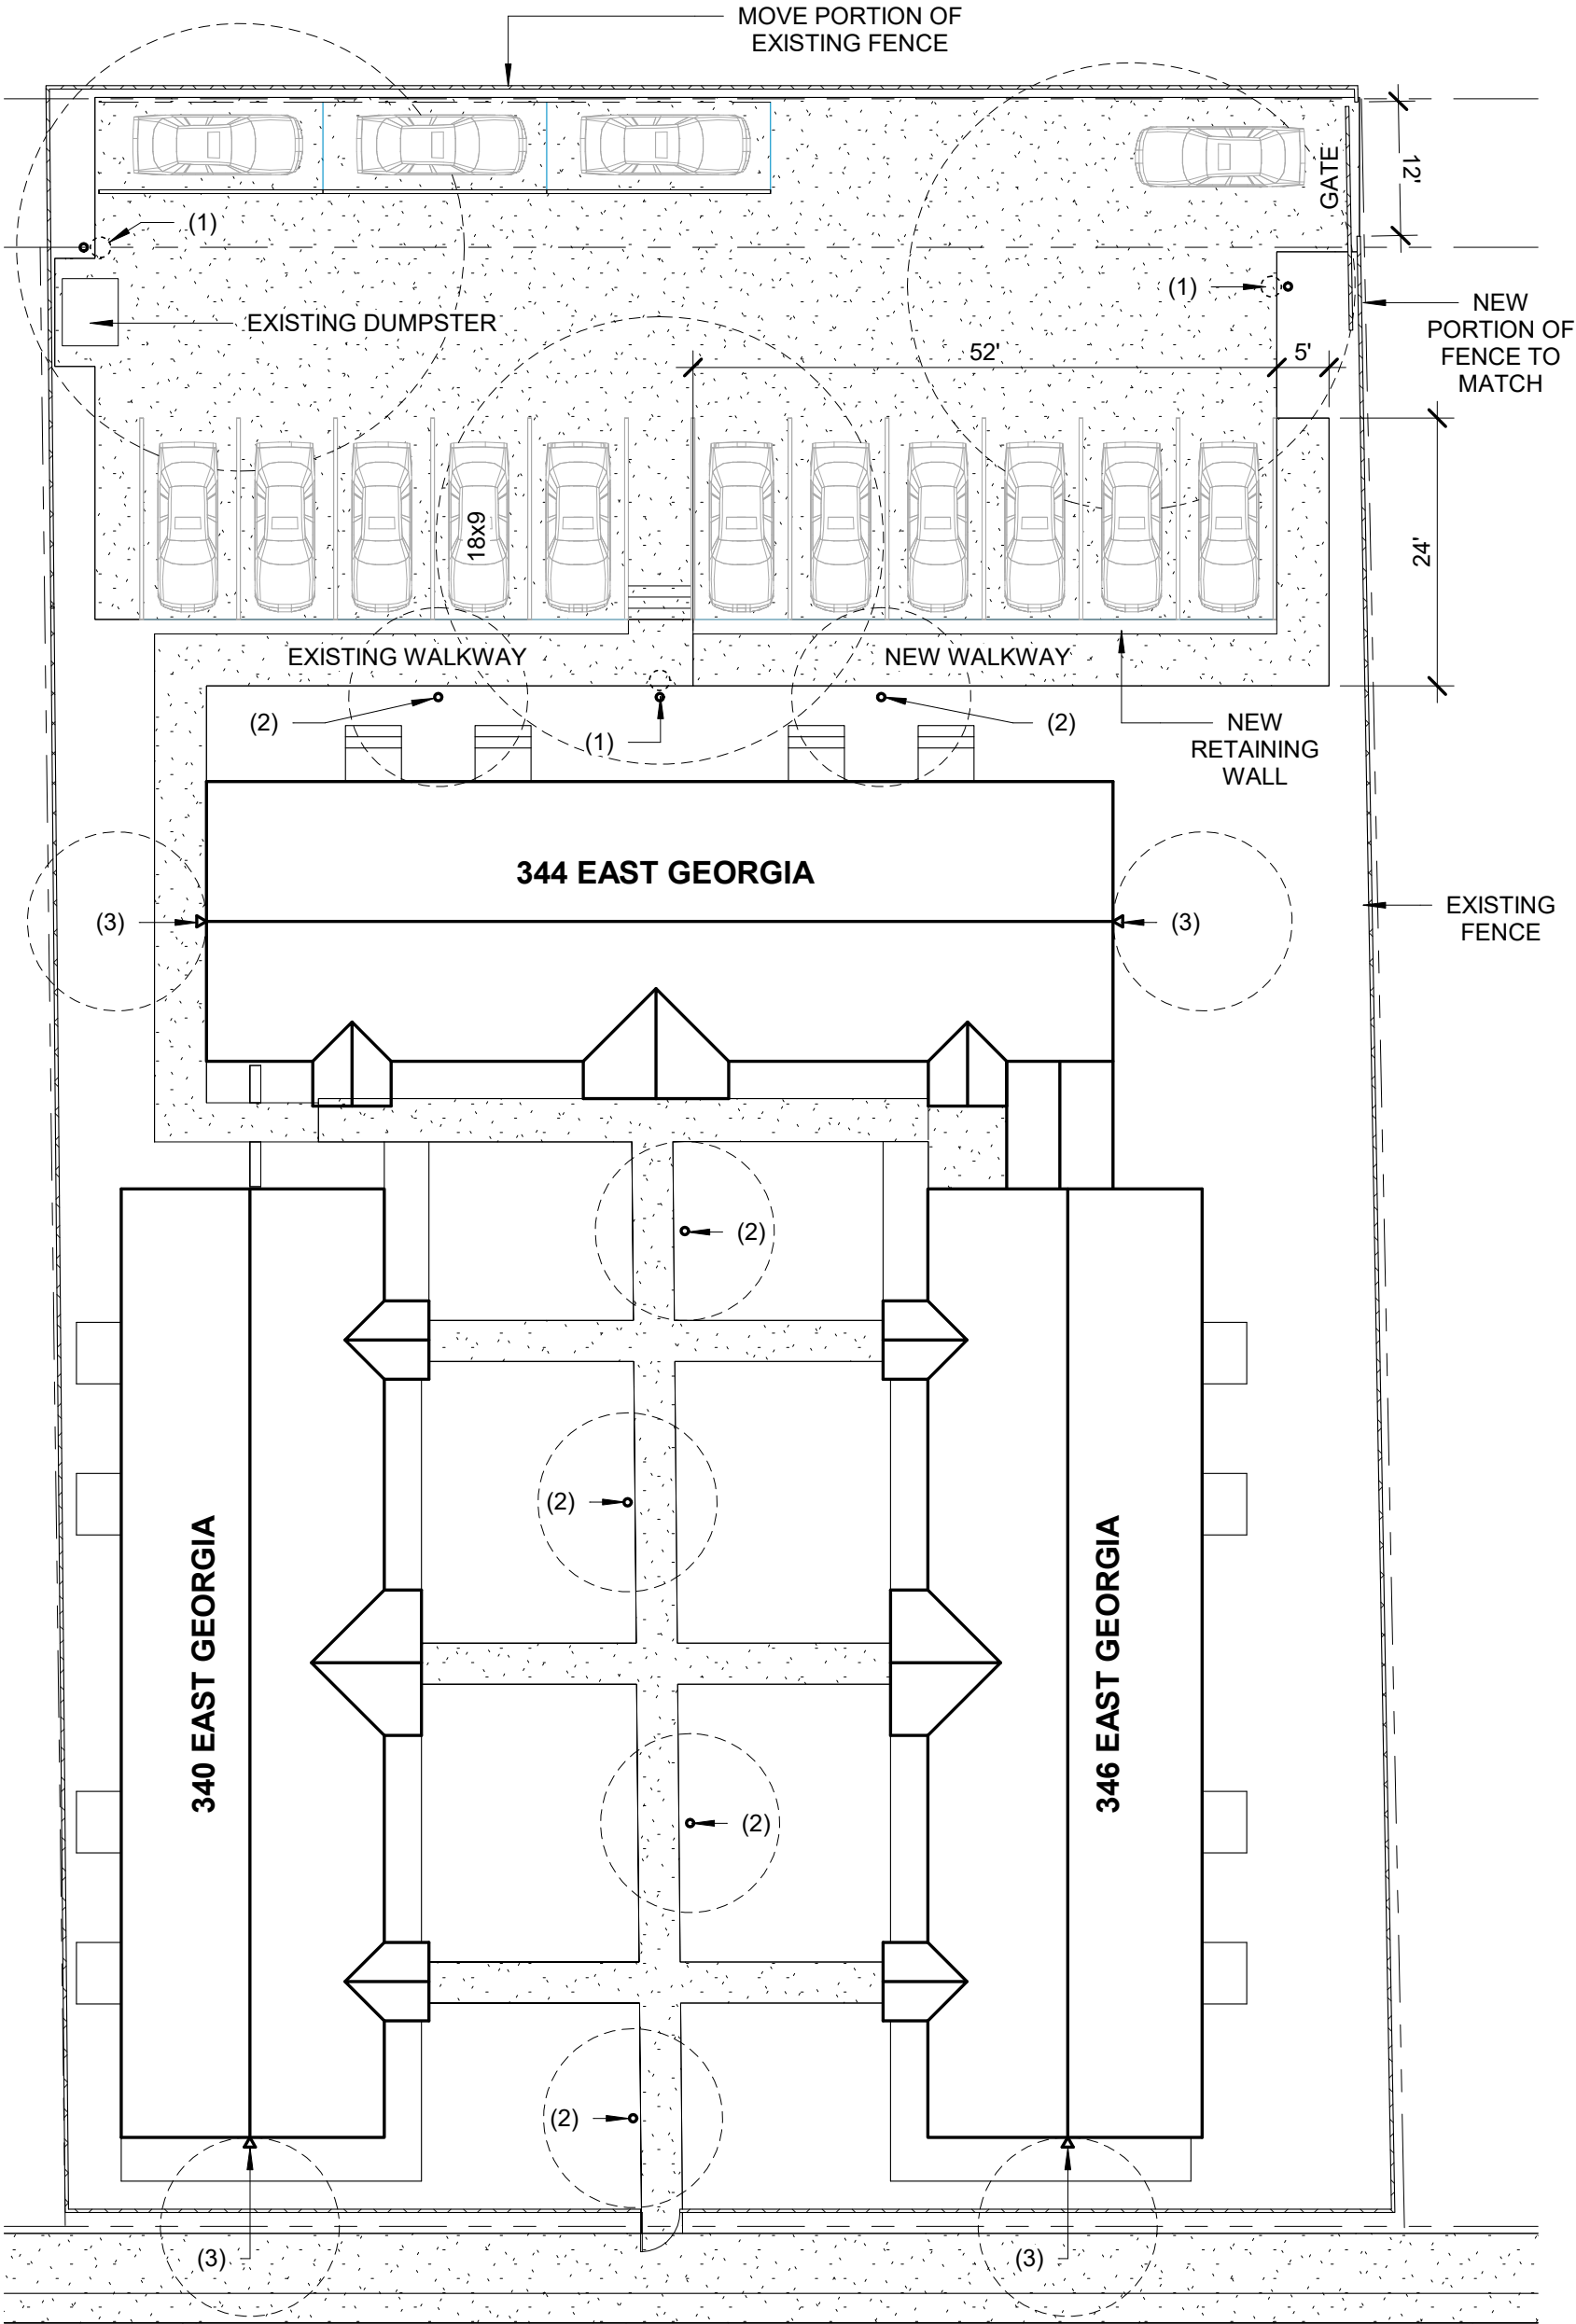 MOVE PORTION OF
EXISTING FENCE
12'
GATE
(1)
(1)
NEW
PORTION OF
FENCE TO
MATCH
EXISTING DUMPSTER
52'
5'
18x9
24'
EXISTING WALKWAY
NEW WALKWAY
(2)
(1)
(2)
NEW
RETAINING
WALL
344 EAST GEORGIA
(3)
(3)
EXISTING
FENCE
(2)
(2)
340 EAST GEORGIA
346 EAST GEORGIA
(2)
(2)
(3)
(3)